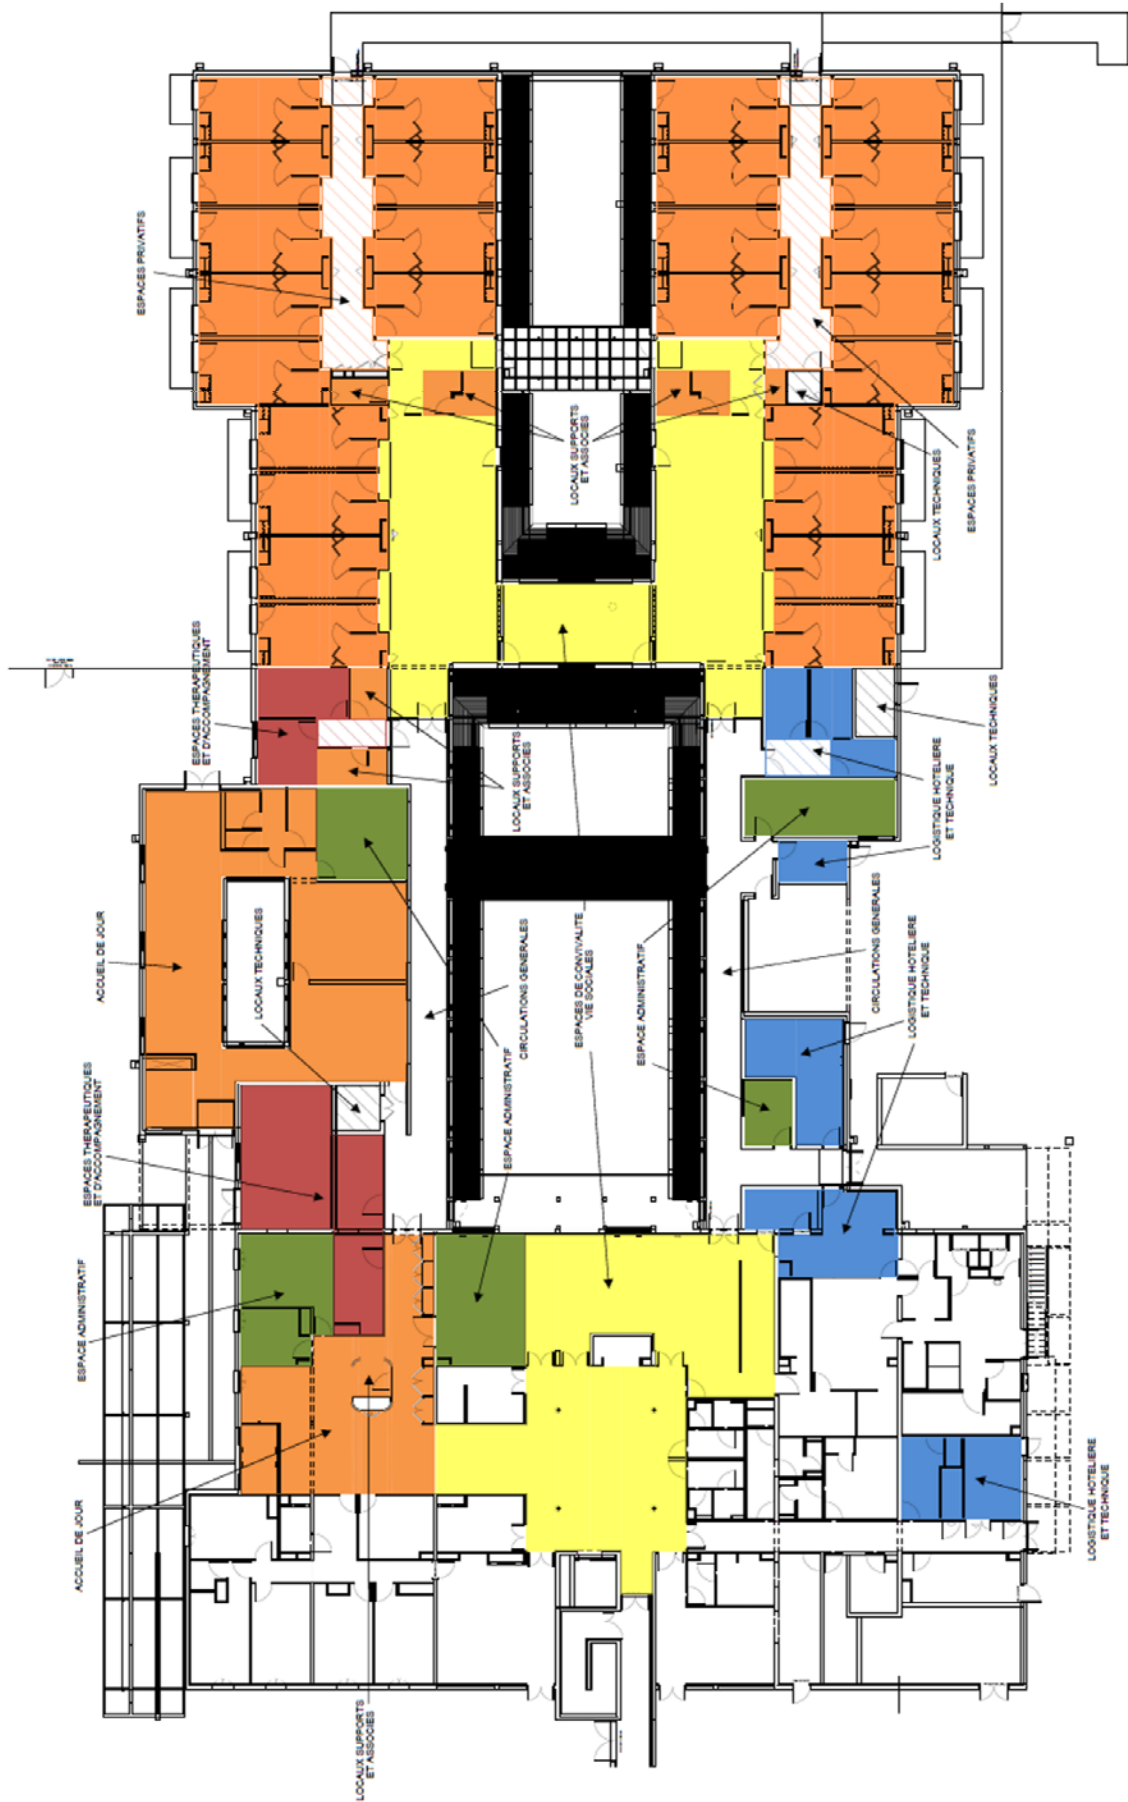 ESPACES PRIVATIFS
LOCAUX SUPPORTS
ET ASSOCIES
LOCAUX TECHNIQUES
ESPACES PRIVATIFS
ESPACES THERAPEUTIQUES
ET D'ACCOMPAGNEMENT
LOCAUX SUPPORTS
ET ASSOCIES
LOCAUX TECHNIQUES
LOGISTIQUE HOTELIERE
ET TECHNIQUE
ACCUEIL DE JOUR
LOCAUX TECHNIQUES
CIRCULATIONS GENERALES
ESPACES DE CONVIVIALITE
VIE SOCIALES
ESPACE ADMINISTRATIF
CIRCULATIONS GENERALES
LOGISTIQUE HOTELIERE
ET TECHNIQUE
ESPACES THERAPEUTIQUES
ET D'ACCOMPAGNEMENT
ESPACE ADMINISTRATIF
ESPACE ADMINISTRATIF
ACCUEIL DE JOUR
LOGISTIQUE HOTELIERE
ET TECHNIQUE
LOCAUX SUPPORTS
ET ASSOCIES